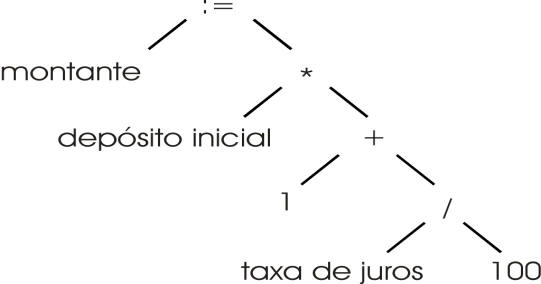 :=
montante
*
depósito inicial
+
1
/
taxa de juros
100